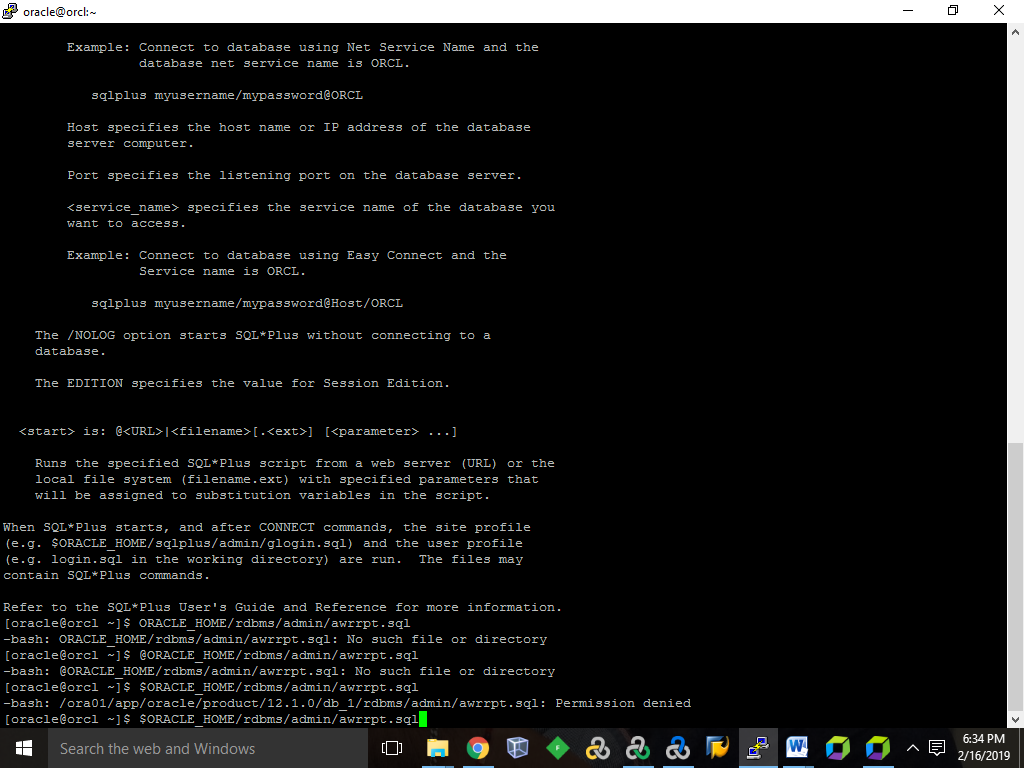 oracle@orcl:~
Example: Connect to database using Net Service Name and the
database net service name is ORCL.
sqlplus myusername/mypassword@ORCL
Host specifies the host name or IP address of the database
server computer.
Port specifies the listening port on the database server.
<service_name> specifies the service name of the database you
want to access.
Example: Connect to database using Easy Connect and the
Service name is ORCL.
sqlplus myusername/mypassword@Host/ORCL
The /NOLOG option starts SQL*Plus without connecting to a
database.
The EDITION specifies the value for Session Edition.
<start> is: @<URL>|<filename>[.<ext>] [<parameter> ...]
Runs the specified SQL*Plus script from a web server (URL) or the
local file system (filename.ext) with specified parameters that
will be assigned to substitution variables in the script.
When SQL*Plus starts, and after CONNECT commands, the site profile
(e.g. $ORACLE_HOME/sqlplus/admin/glogin.sql) and the user profile
(e.g. login.sql in the working directory) are run.  The files may
contain SQL*Plus commands.
Refer to the SQL*Plus User's Guide and Reference for more information.
[oracle@orcl ~]$ ORACLE_HOME/rdbms/admin/awrrpt.sql
-bash: ORACLE_HOME/rdbms/admin/awrrpt.sql: No such file or directory
[oracle@orcl ~]$ @ORACLE_HOME/rdbms/admin/awrrpt.sql
-bash: @ORACLE_HOME/rdbms/admin/awrrpt.sql: No such file or directory
[oracle@orcl ~]$ $ORACLE_HOME/rdbms/admin/awrrpt.sql
-bash: /ora01/app/oracle/product/12.1.0/db_1/rdbms/admin/awrrpt.sql: Permission denied
[oracle@orcl ~]$ $ORACLE_HOME/rdbms/admin/awrrpt.sql
Search the web and Windows
6:34 PM
2/16/2019